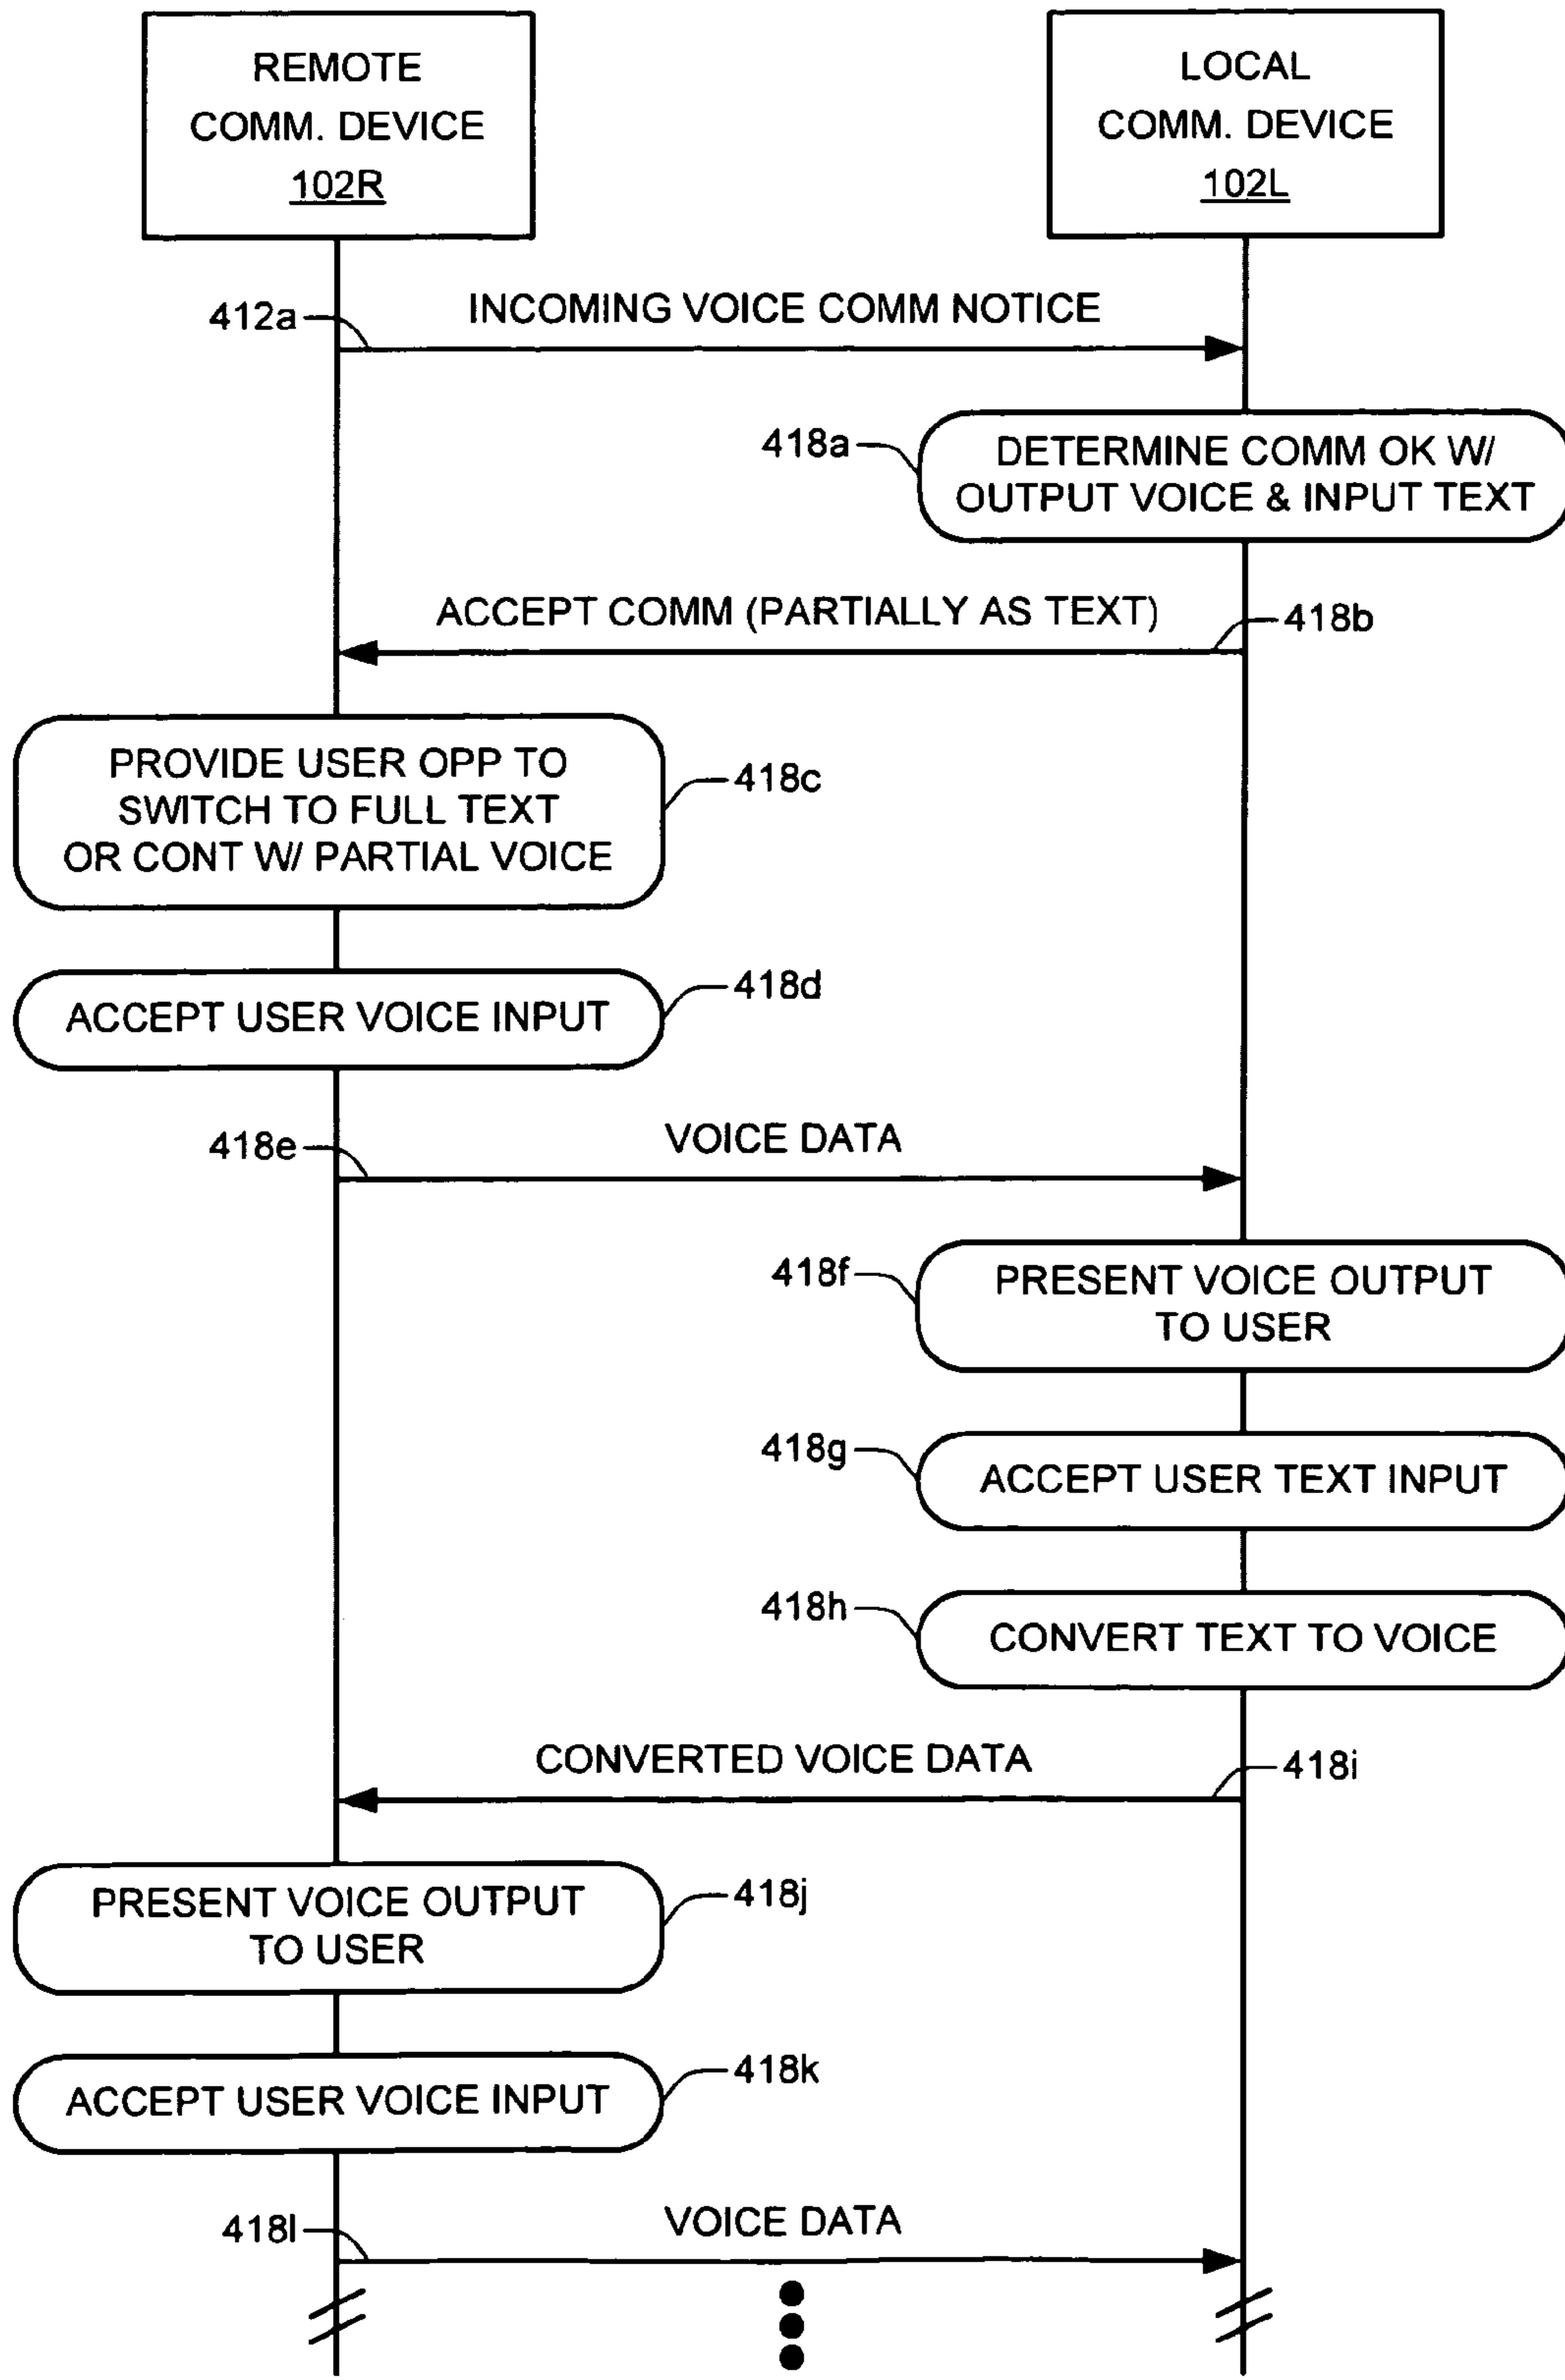 REMOTE
COMM. DEVICE
102R
LOCAL
COMM. DEVICE
102L
412a
INCOMING VOICE COMM NOTICE
418a
DETERMINE COMM OK W/
OUTPUT VOICE & INPUT TEXT
ACCEPT COMM (PARTIALLY AS TEXT)
418b
PROVIDE USER OPP TO
SWITCH TO FULL TEXT
OR CONT W/ PARTIAL VOICE
418c
ACCEPT USER VOICE INPUT
418d
418e
VOICE DATA
418f
PRESENT VOICE OUTPUT
TO USER
418g
ACCEPT USER TEXT INPUT
418h
CONVERT TEXT TO VOICE
CONVERTED VOICE DATA
418i
PRESENT VOICE OUTPUT
TO USER
418j
ACCEPT USER VOICE INPUT
418k
418l
VOICE DATA